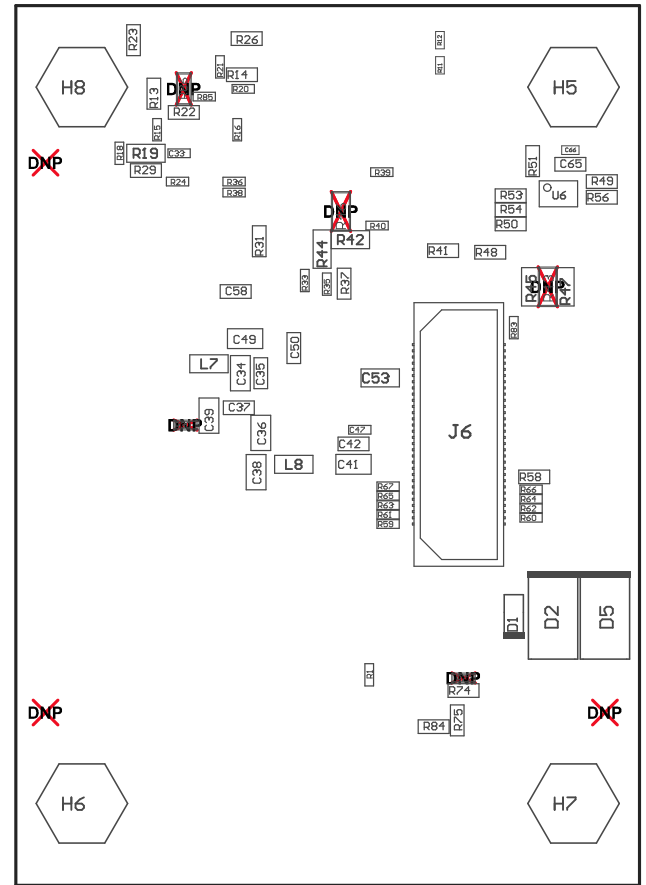 R23
R26
R12
R21
R11
R14
H8
H5
DNP
R20
R13
R85
R22
R15
R16
R18
R19
C33
C66
R51
C65
DNP
R29
R39
R24
R36
R49
R38
R53
U6
R56
DNP
R54
R40
R50
R31
R44
R42
R41
R48
R33
R35
R37
R45
DNP
R47
C58
R83
C49
C50
L7
C34
C35
C53
C39
C37
DNP
C36
C47
J6
C42
C38
L8
C41
R58
R67
R66
R65
R64
R63
R62
R61
R60
R59
D1
D2
D5
R1
DNP
R74
DNP
R84
R75
DNP
H6
H7